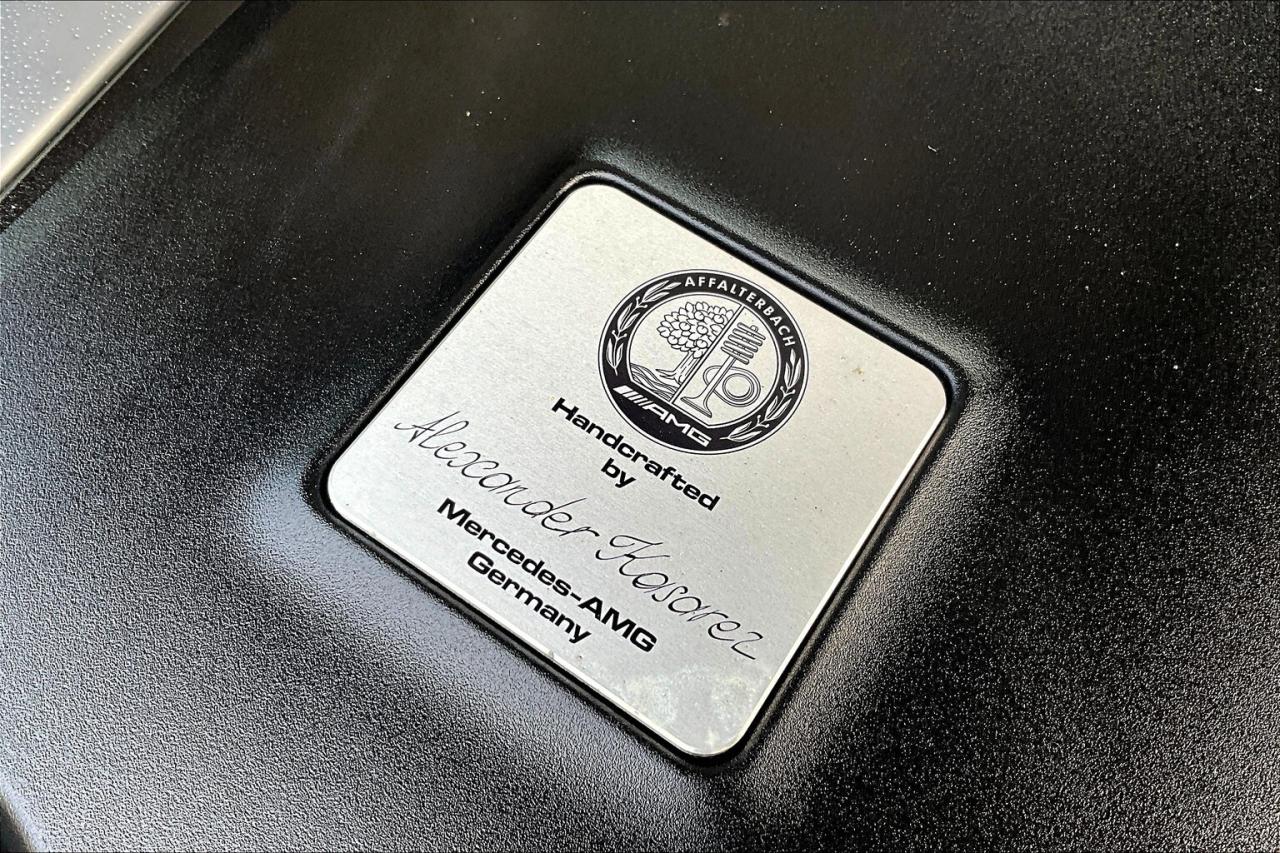 AFFALTERBACH
AMG
Handcrafted
by
Alexander Kosarez
Mercedes-AMG
Germany